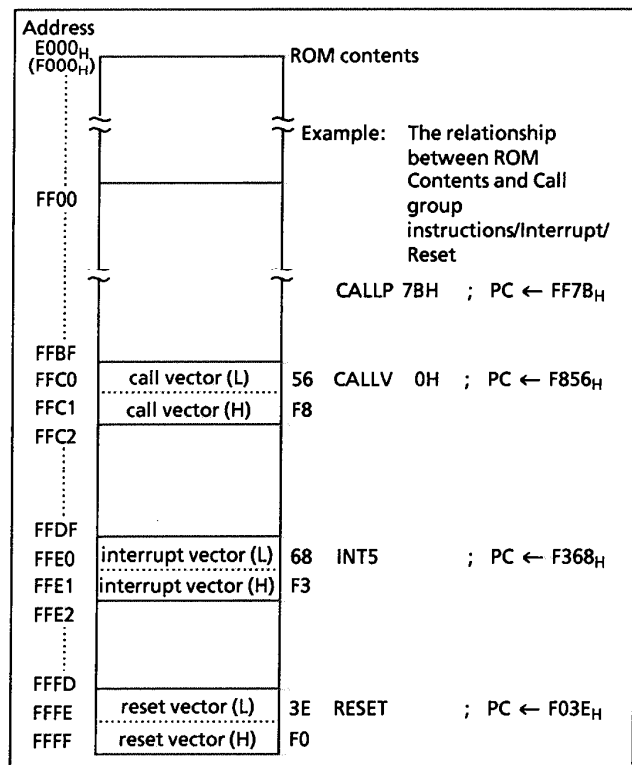 Address
E000H
(F000H)
ROM contents
Example: The relationship
between ROM
Contents and Call
group
instructions/Interrupt/
Reset
FF00
CALLP 7BH ; PC ← FF7BH
FFBF
FFC0 call vector (L) 56 CALLV 0H ; PC ← F856H
FFC1 call vector (H) F8
FFC2
FFDF
FFE0 interrupt vector (L) 68 INT5 ; PC ← F368H
FFE1 interrupt vector (H) F3
FFE2
FFFD
FFFE reset vector (L) 3E RESET ; PC ← F03EH
FFFF reset vector (H) F0